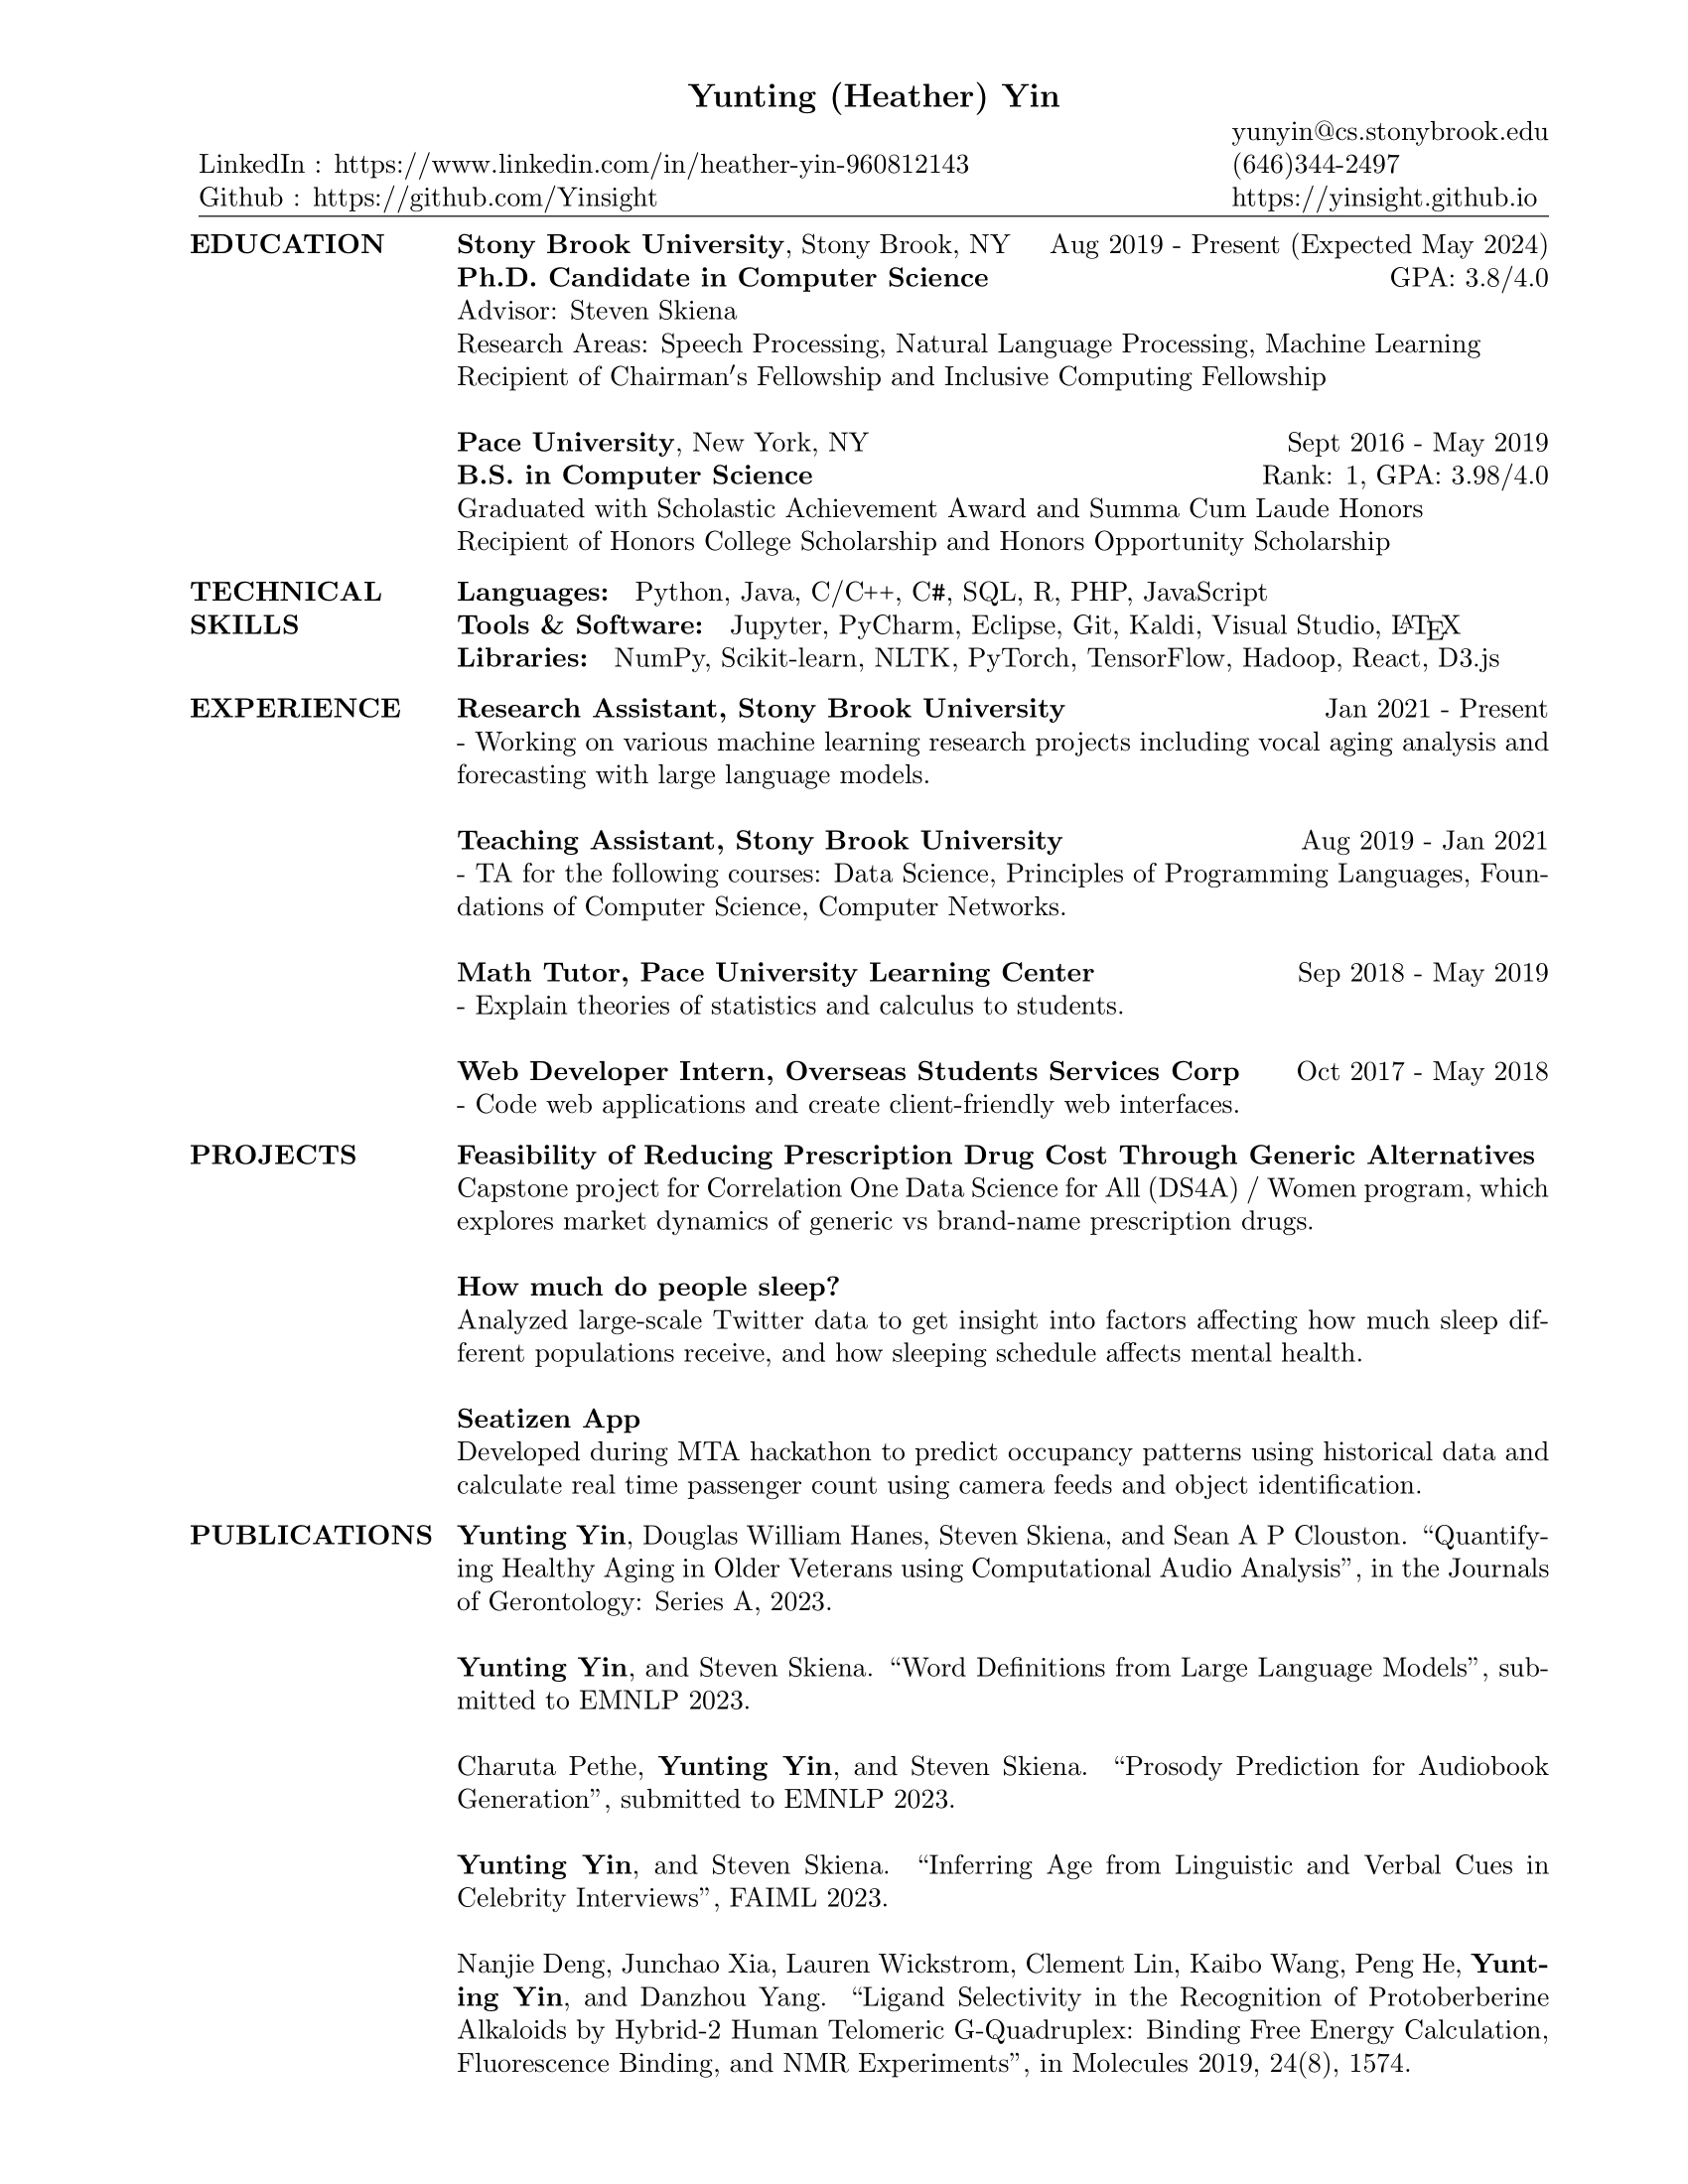 Yunting (Heather) Yin
yunyin@cs.stonybrook.edu
LinkedIn : https://www.linkedin.com/in/heather-yin-960812143 (646)344-2497
Github : https://github.com/Yinsight https://yinsight.github.io
EDUCATION Stony Brook University, Stony Brook, NY Aug 2019 - Present (Expected May 2024)
Ph.D. Candidate in Computer Science GPA: 3.8/4.0
Advisor: Steven Skiena
Research Areas: Speech Processing, Natural Language Processing, Machine Learning
Recipient of Chairman′s Fellowship and Inclusive Computing Fellowship
Pace University, New York, NY Sept 2016 - May 2019
B.S. in Computer Science Rank: 1, GPA: 3.98/4.0
Graduated with Scholastic Achievement Award and Summa Cum Laude Honors
Recipient of Honors College Scholarship and Honors Opportunity Scholarship
TECHNICAL Languages: Python, Java, C/C++, C#, SQL, R, PHP, JavaScript
SKILLS Tools & Software: Jupyter, PyCharm, Eclipse, Git, Kaldi, Visual Studio, LATEX
Libraries: NumPy, Scikit-learn, NLTK, PyTorch, TensorFlow, Hadoop, React, D3.js
EXPERIENCE Research Assistant, Stony Brook University Jan 2021 - Present
- Working on various machine learning research projects including vocal aging analysis and
forecasting with large language models.
Teaching Assistant, Stony Brook University Aug 2019 - Jan 2021
- TA for the following courses: Data Science, Principles of Programming Languages, Foun-
dations of Computer Science, Computer Networks.
Math Tutor, Pace University Learning Center Sep 2018 - May 2019
- Explain theories of statistics and calculus to students.
Web Developer Intern, Overseas Students Services Corp Oct 2017 - May 2018
- Code web applications and create client-friendly web interfaces.
PROJECTS Feasibility of Reducing Prescription Drug Cost Through Generic Alternatives
Capstone project for Correlation One Data Science for All (DS4A) / Women program, which
explores market dynamics of generic vs brand-name prescription drugs.
How much do people sleep?
Analyzed large-scale Twitter data to get insight into factors affecting how much sleep dif-
ferent populations receive, and how sleeping schedule affects mental health.
Seatizen App
Developed during MTA hackathon to predict occupancy patterns using historical data and
calculate real time passenger count using camera feeds and object identification.
PUBLICATIONS Yunting Yin, Douglas William Hanes, Steven Skiena, and Sean A P Clouston. “Quantify-
ing Healthy Aging in Older Veterans using Computational Audio Analysis”, in the Journals
of Gerontology: Series A, 2023.
Yunting Yin, and Steven Skiena. “Word Definitions from Large Language Models”, sub-
mitted to EMNLP 2023.
Charuta Pethe, Yunting Yin, and Steven Skiena. “Prosody Prediction for Audiobook
Generation”, submitted to EMNLP 2023.
Yunting Yin, and Steven Skiena. “Inferring Age from Linguistic and Verbal Cues in
Celebrity Interviews”, FAIML 2023.
Nanjie Deng, Junchao Xia, Lauren Wickstrom, Clement Lin, Kaibo Wang, Peng He, Yunt-
ing Yin, and Danzhou Yang. “Ligand Selectivity in the Recognition of Protoberberine
Alkaloids by Hybrid-2 Human Telomeric G-Quadruplex: Binding Free Energy Calculation,
Fluorescence Binding, and NMR Experiments”, in Molecules 2019, 24(8), 1574.